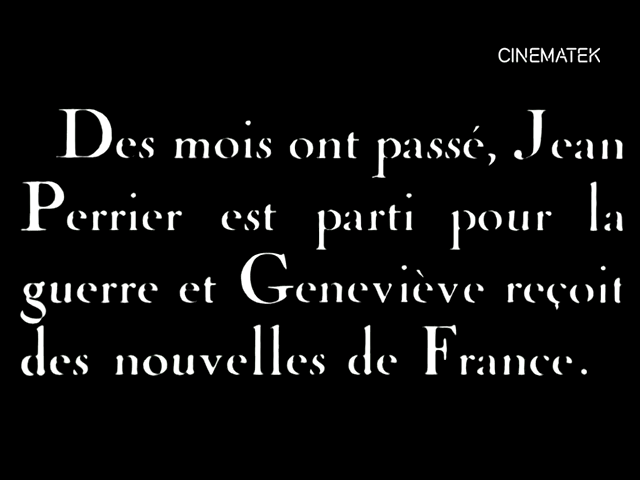 CINEMATEK
Des mois ont passé, Jean
Perrier est parti pour la
guerre et Geneviève reçoit
des nouvelles de France.